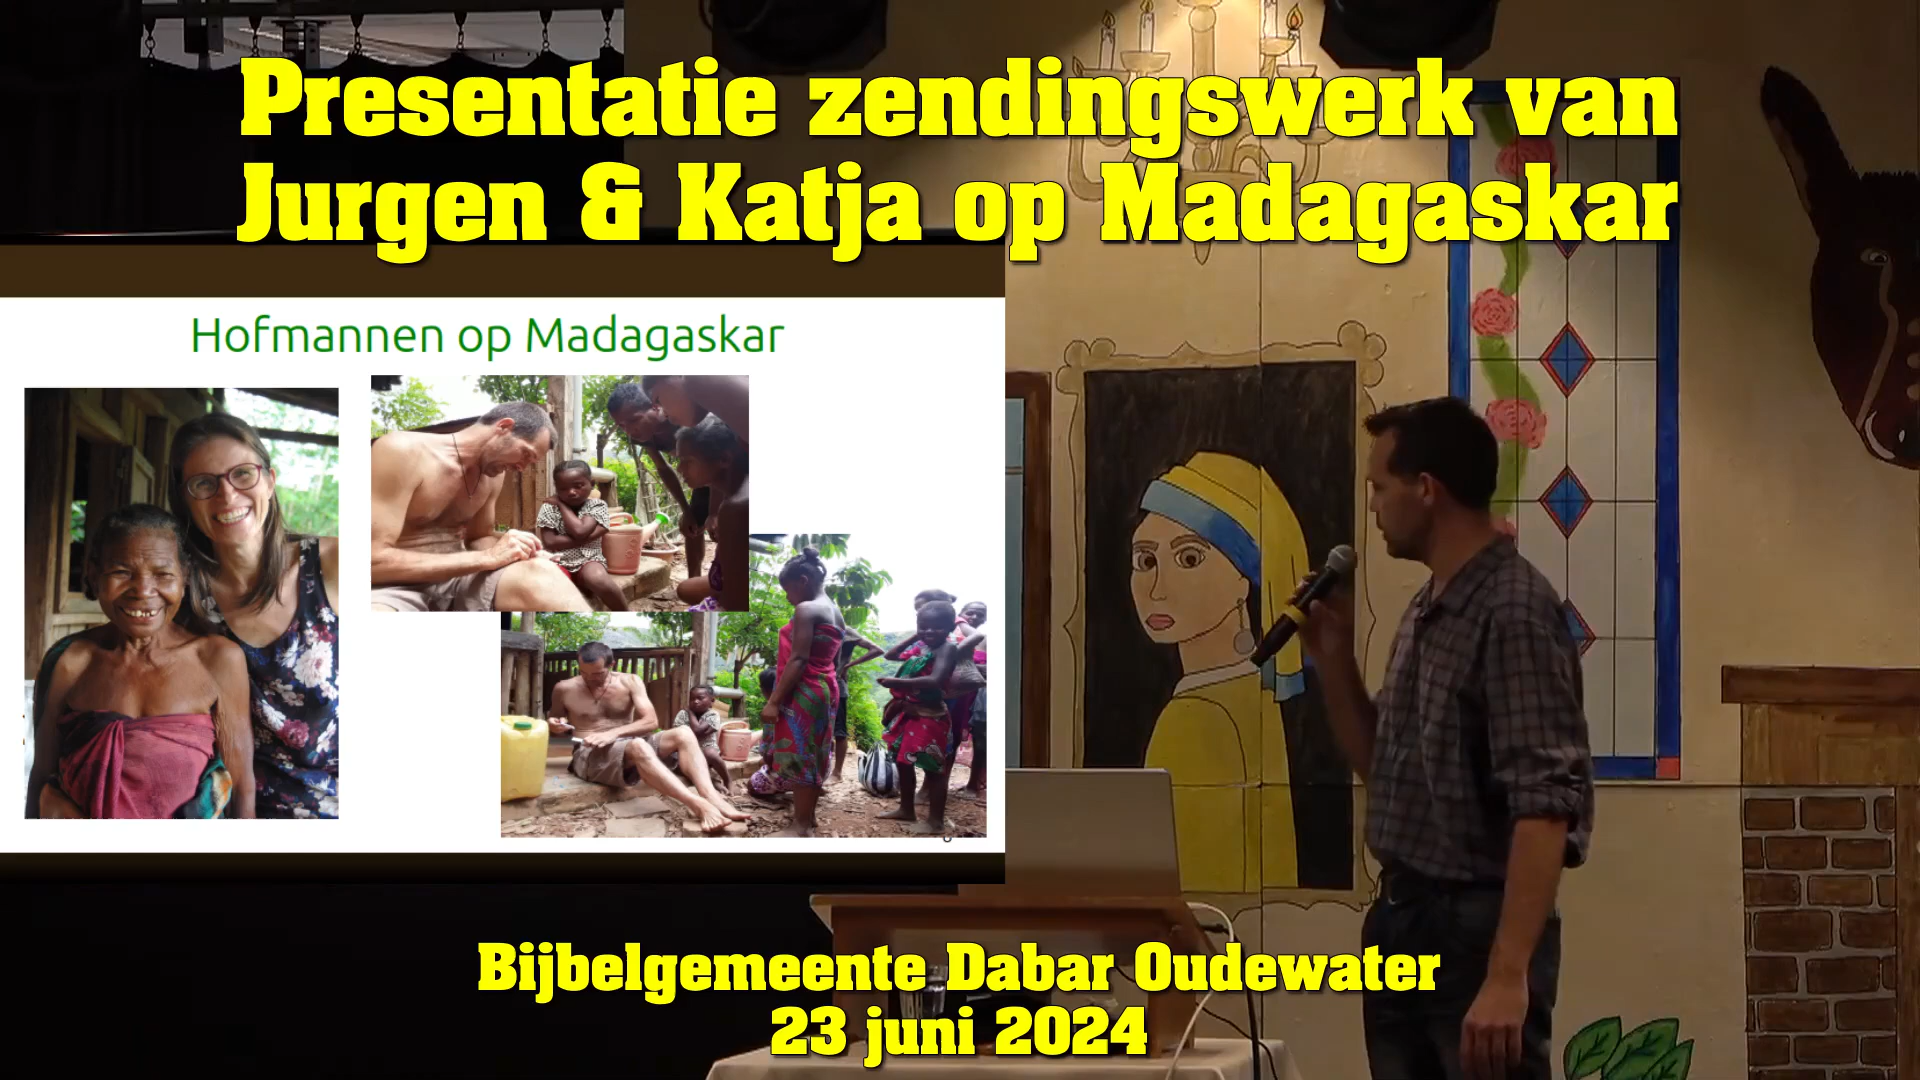 Presentatie zendingswerk van
Jurgen & Katja op Madagaskar
Hofmannen op Madagaskar
Bijbelgemeente Dabar Oudewater
23 juni 2024